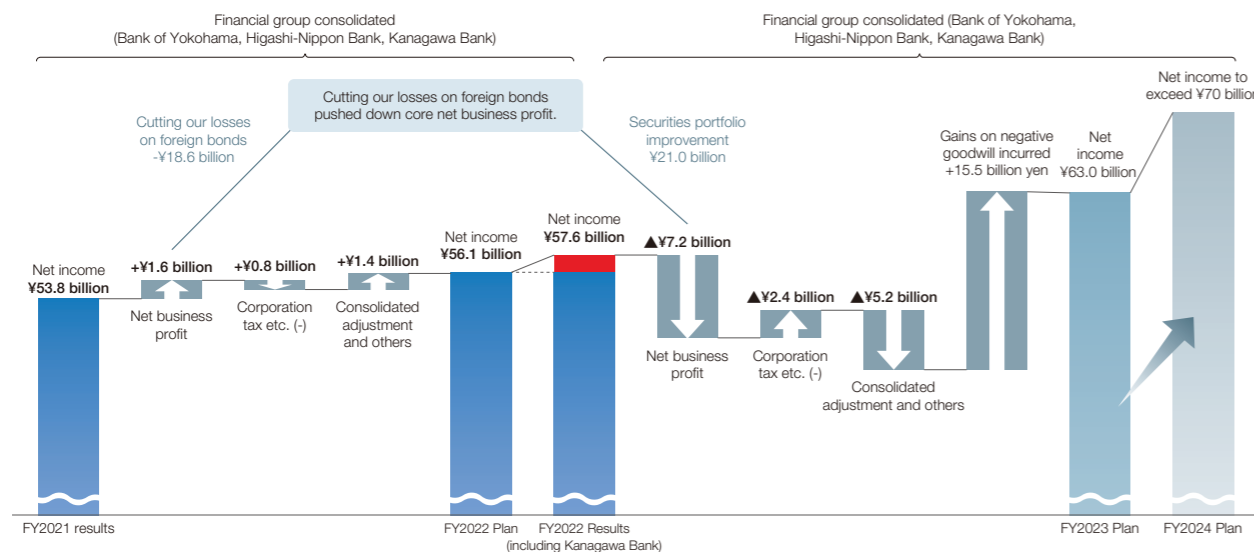 Financial group consolidated
(Bank of Yokohama, Higashi-Nippon Bank, Kanagawa Bank)
Financial group consolidated (Bank of Yokohama,
Higashi-Nippon Bank, Kanagawa Bank)
Cutting our losses on foreign bonds
pushed down core net business profit.
Cutting our losses
on foreign bonds
-¥18.6 billion
Securities portfolio
improvement
¥21.0 billion
Net income
¥53.8 billion
+¥1.6 billion
Net business
profit
+¥0.8 billion
Corporation
tax etc. (-)
+¥1.4 billion
Consolidated
adjustment
and others
Net income
¥56.1 billion
Net income
¥57.6 billion
▲¥7.2 billion
Net business
profit
▲¥2.4 billion
Corporation
tax etc. (-)
▲¥5.2 billion
Consolidated
adjustment and others
Gains on negative
goodwill incurred
+15.5 billion yen
Net
income
¥63.0 billion
Net income to
exceed ¥70 billion
FY2021 results
FY2022 Plan
FY2022 Results
(including Kanagawa Bank)
FY2023 Plan
FY2024 Plan